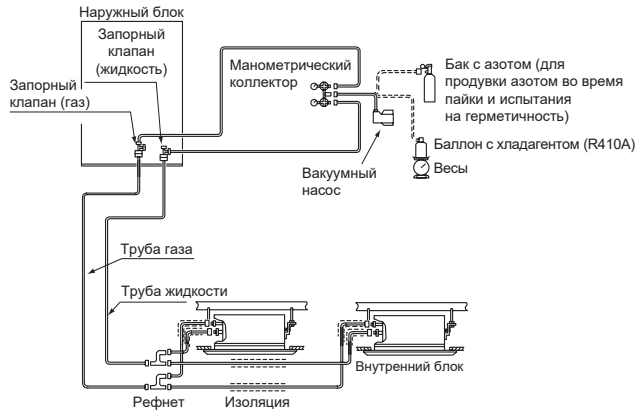 Наружный блок
Запорный
клапан
(жидкость)
Запорный
клапан (газ)
Манометрический
коллектор
Бак с азотом (для
продувки азотом во время
пайки и испытания
на герметичность)
Баллон с хладагентом (R410A)
Весы
Вакуумный
насос
Труба газа
Труба жидкости
Внутренний блок
Рефнет
Изоляция